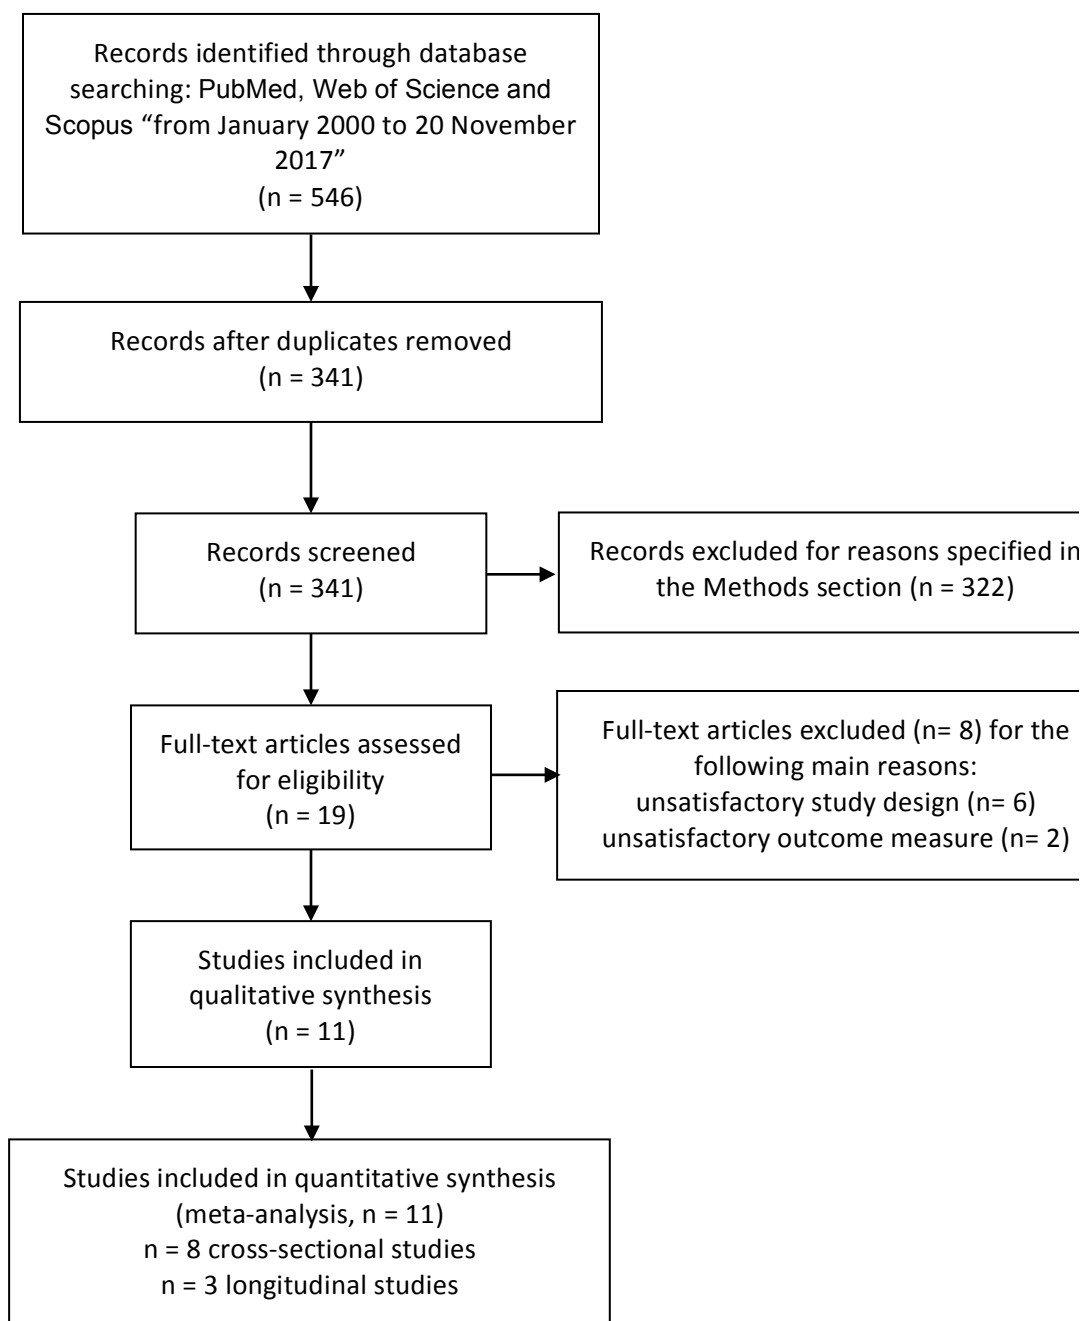 Records identified through database
searching: PubMed, Web of Science and
Scopus “from January 2000 to 20 November
2017”
(n = 546)
Records after duplicates removed
(n = 341)
Records screened
(n = 341)
Records excluded for reasons specified in
the Methods section (n = 322)
Full-text articles assessed
for eligibility
(n = 19)
Full-text articles excluded (n= 8) for the
following main reasons:
unsatisfactory study design (n= 6)
unsatisfactory outcome measure (n= 2)
Studies included in
qualitative synthesis
(n = 11)
Studies included in quantitative synthesis
(meta-analysis, n = 11)
n = 8 cross-sectional studies
n = 3 longitudinal studies